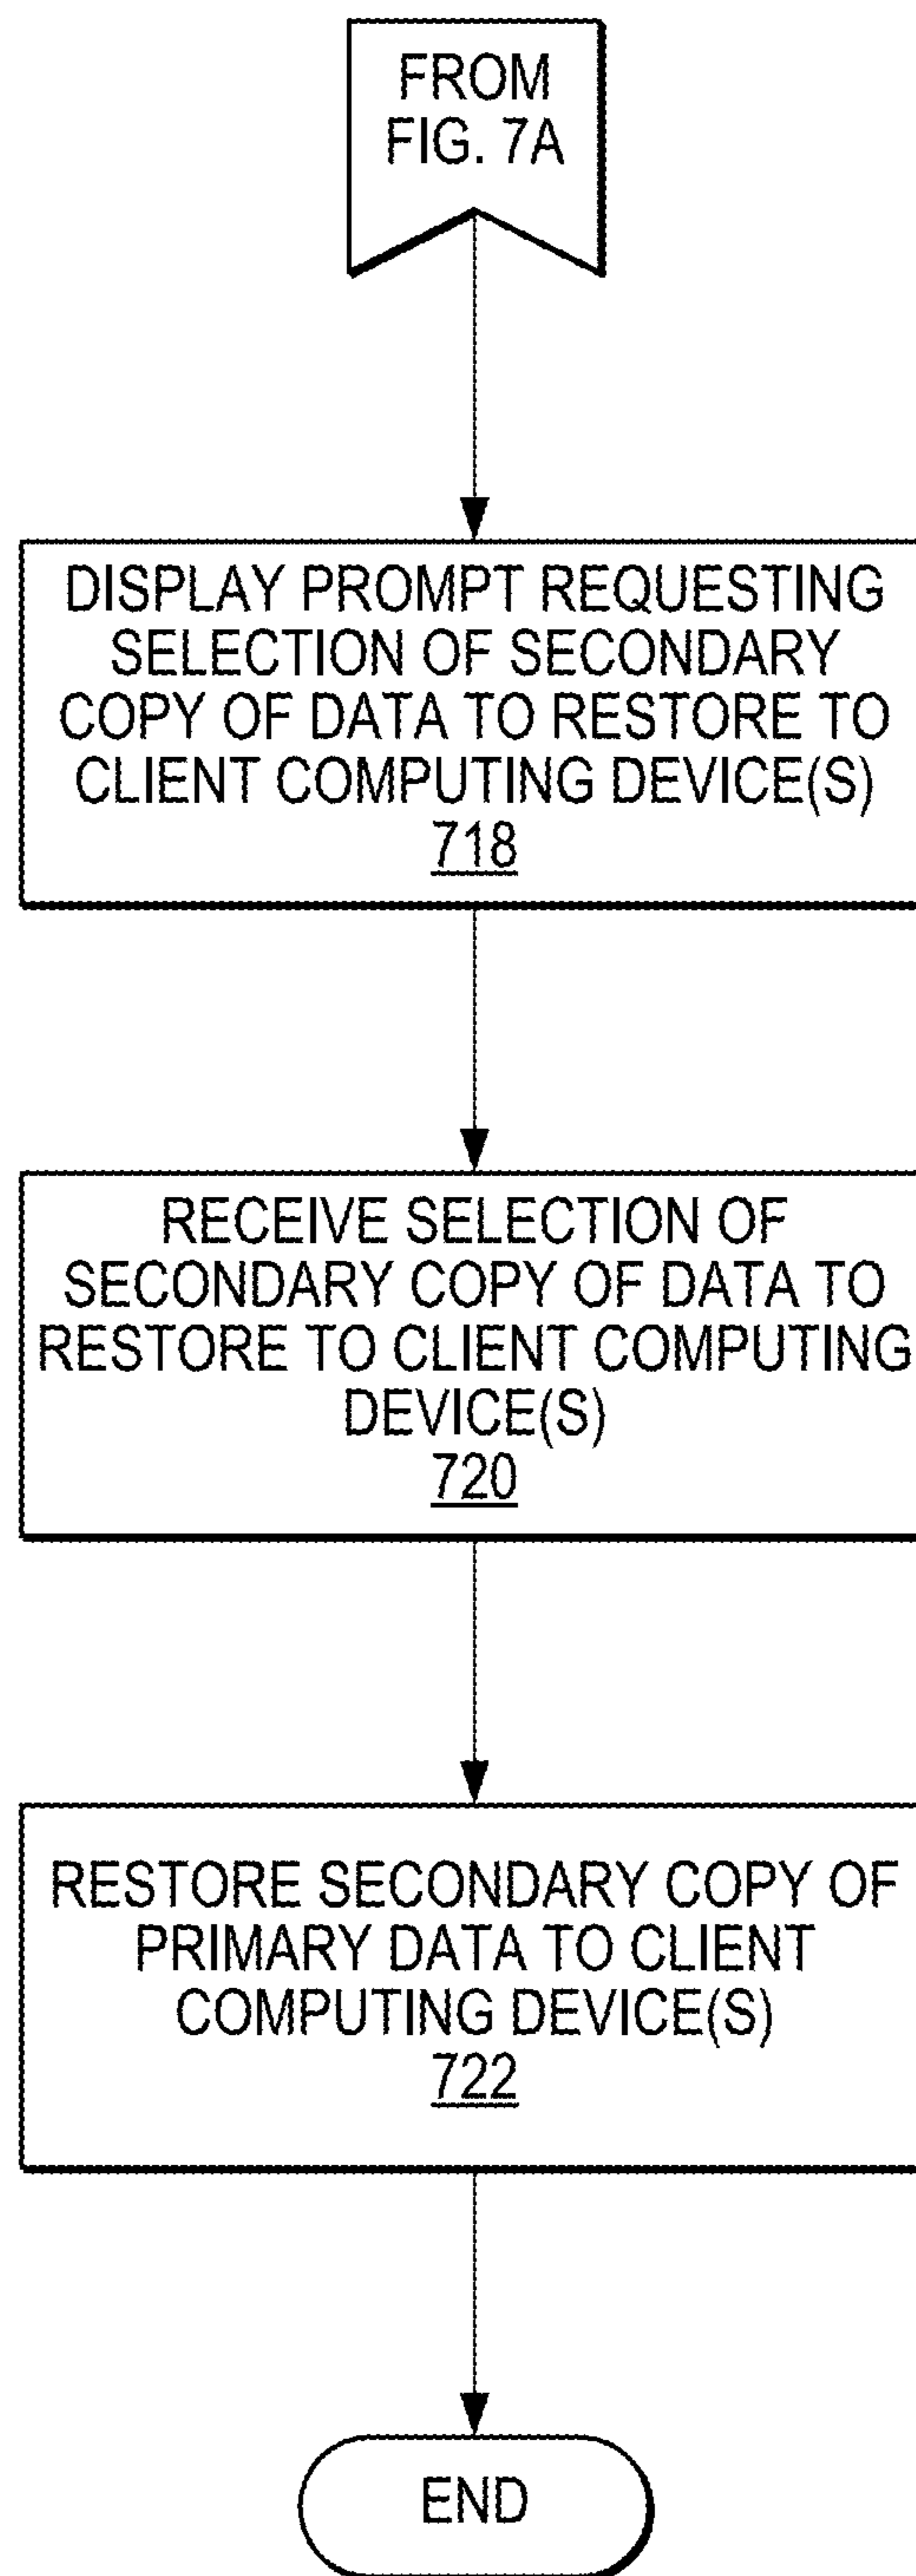 FROM
FIG. 7A
DISPLAY PROMPT REQUESTING
SELECTION OF SECONDARY
COPY OF DATA TO RESTORE TO
CLIENT COMPUTING DEVICE(S)
718
RECEIVE SELECTION OF
SECONDARY COPY OF DATA TO
RESTORE TO CLIENT COMPUTING
DEVICE(S)
720
RESTORE SECONDARY COPY OF
PRIMARY DATA TO CLIENT
COMPUTING DEVICE(S)
722
END